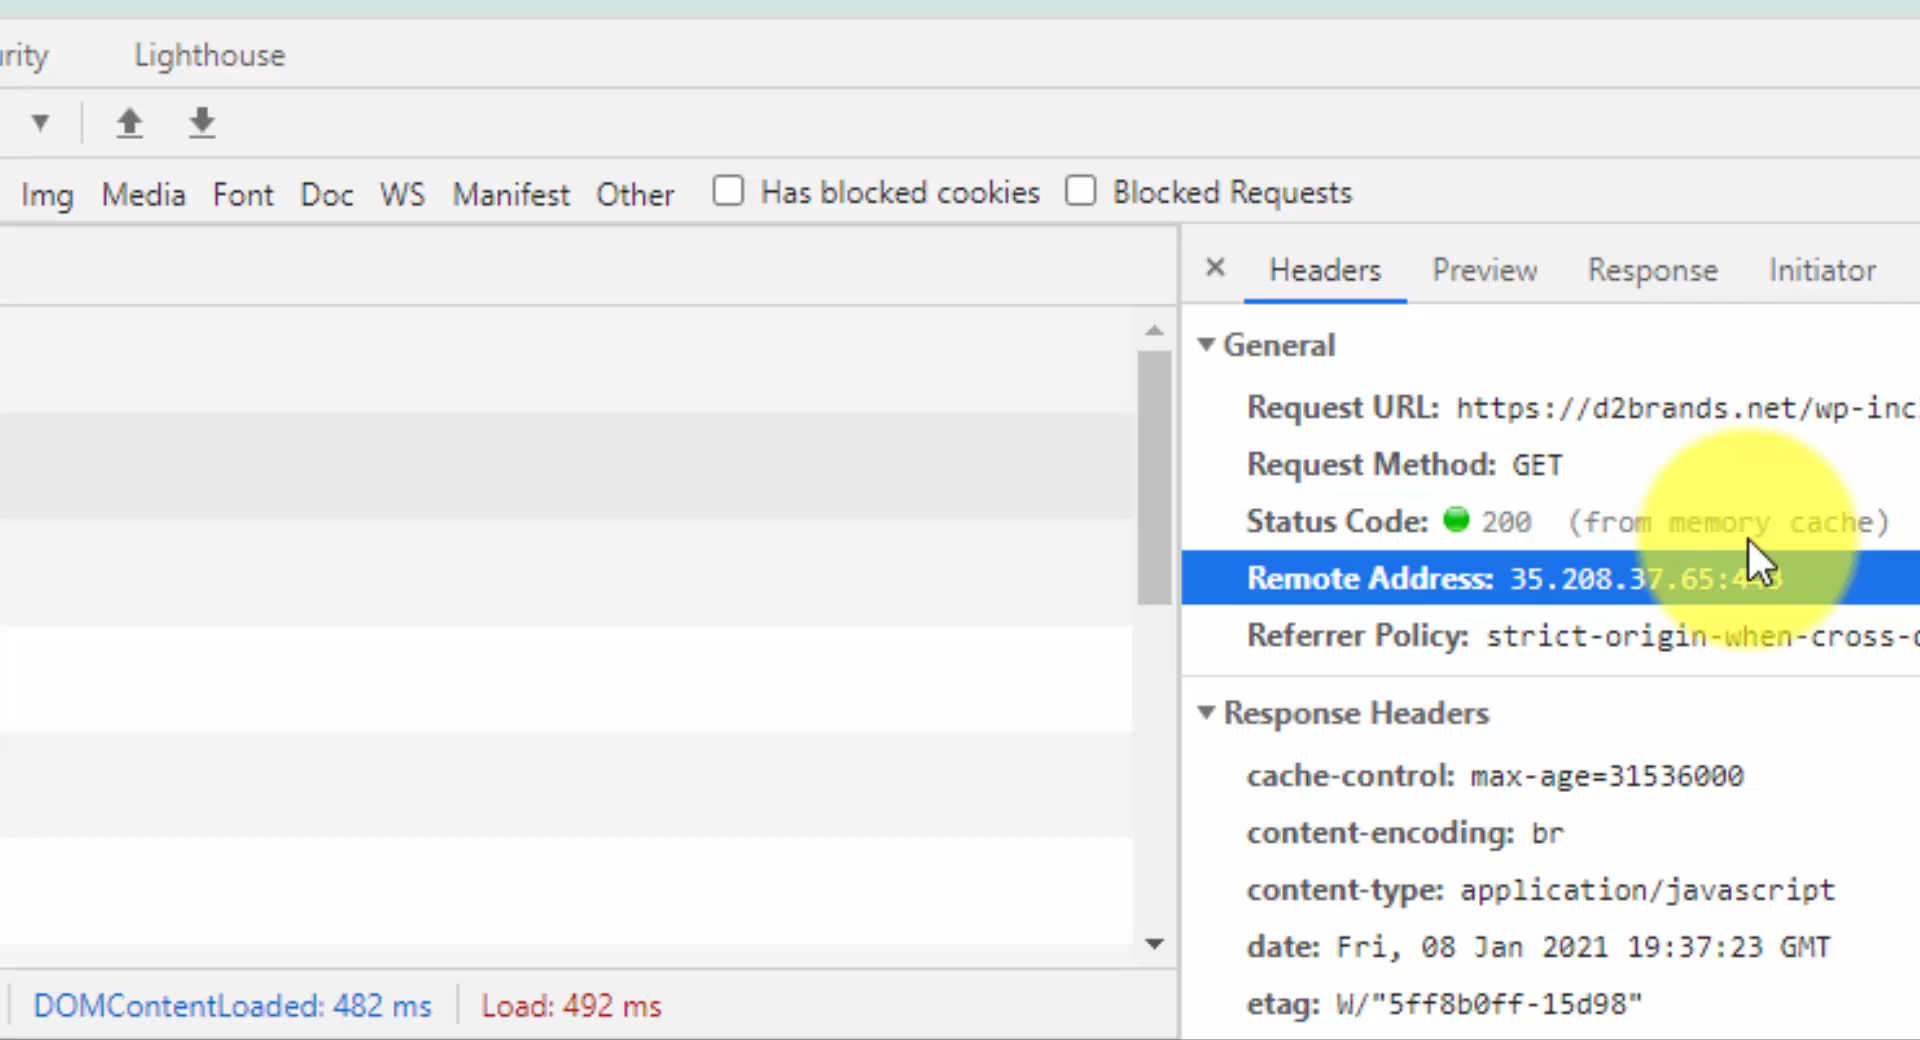 rity Lighthouse
Img Media Font Doc WS Manifest Other Has blocked cookies Blocked Requests
Headers Preview Response Initiator
General
Request URL: https://d2brands.net/wp-inc
Request Method: GET
Status Code: 200 (from memory cache)
Remote Address: 35.208.37.65:443
Referrer Policy: strict-origin-when-cross-
Response Headers
cache-control: max-age=31536000
content-encoding: br
content-type: application/javascript
date: Fri, 08 Jan 2021 19:37:23 GMT
etag: W/"5ff8b0ff-15d98"
DOMContentLoaded: 482 ms Load: 492 ms